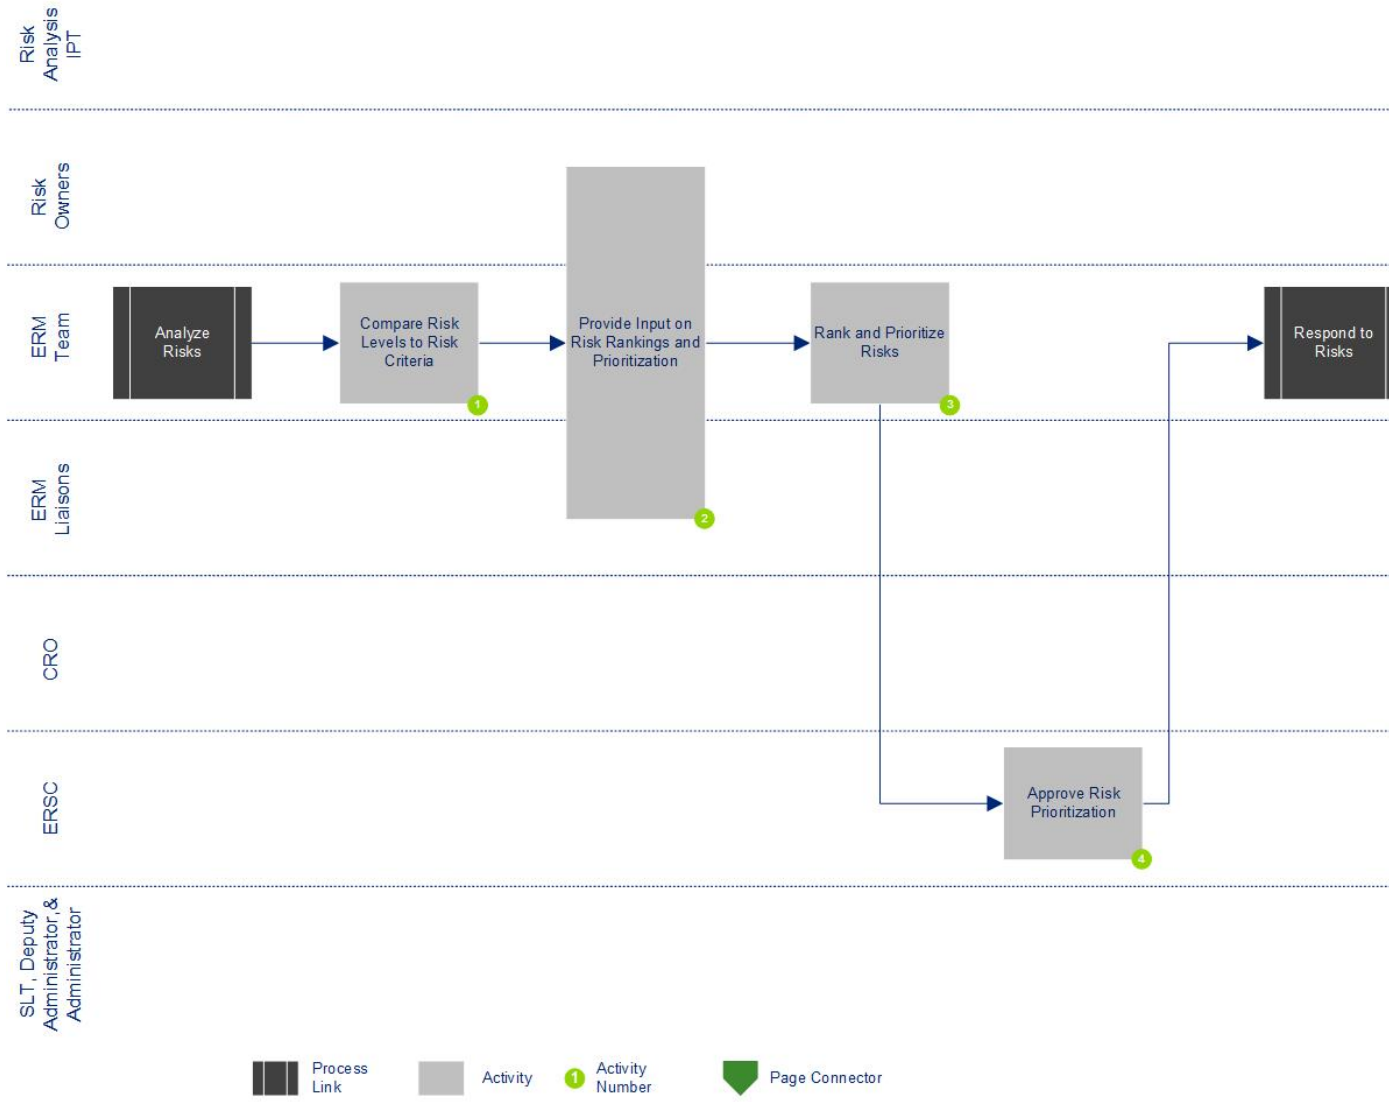 Risk
Analysis
IPT
Risk
Owners
ERM
Team
Analyze
Risks
Compare Risk
Levels to Risk
Criteria
1
Provide Input on
Risk Rankings and
Prioritization
2
Rank and Prioritize
Risks
3
Respond to
Risks
ERM
Liaisons
CRO
ERSC
Approve Risk
Prioritization
4
SLT, Deputy
Administrator,&
Administrator
Process
Link
Activity
1
Activity
Number
Page Connector